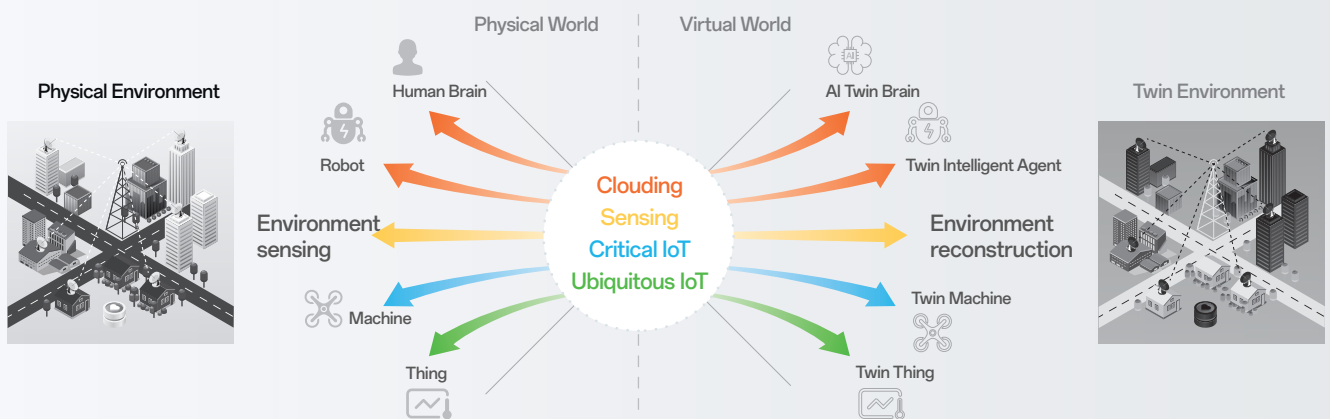 Physical World
Virtual World
Physical Environment
Human Brain
Robot
Environment
sensing
Machine
Thing
Clouding
Sensing
Critical IoT
Ubiquitous IoT
AI
AI Twin Brain
Twin Intelligent Agent
Environment
reconstruction
Twin Machine
Twin Thing
Twin Environment